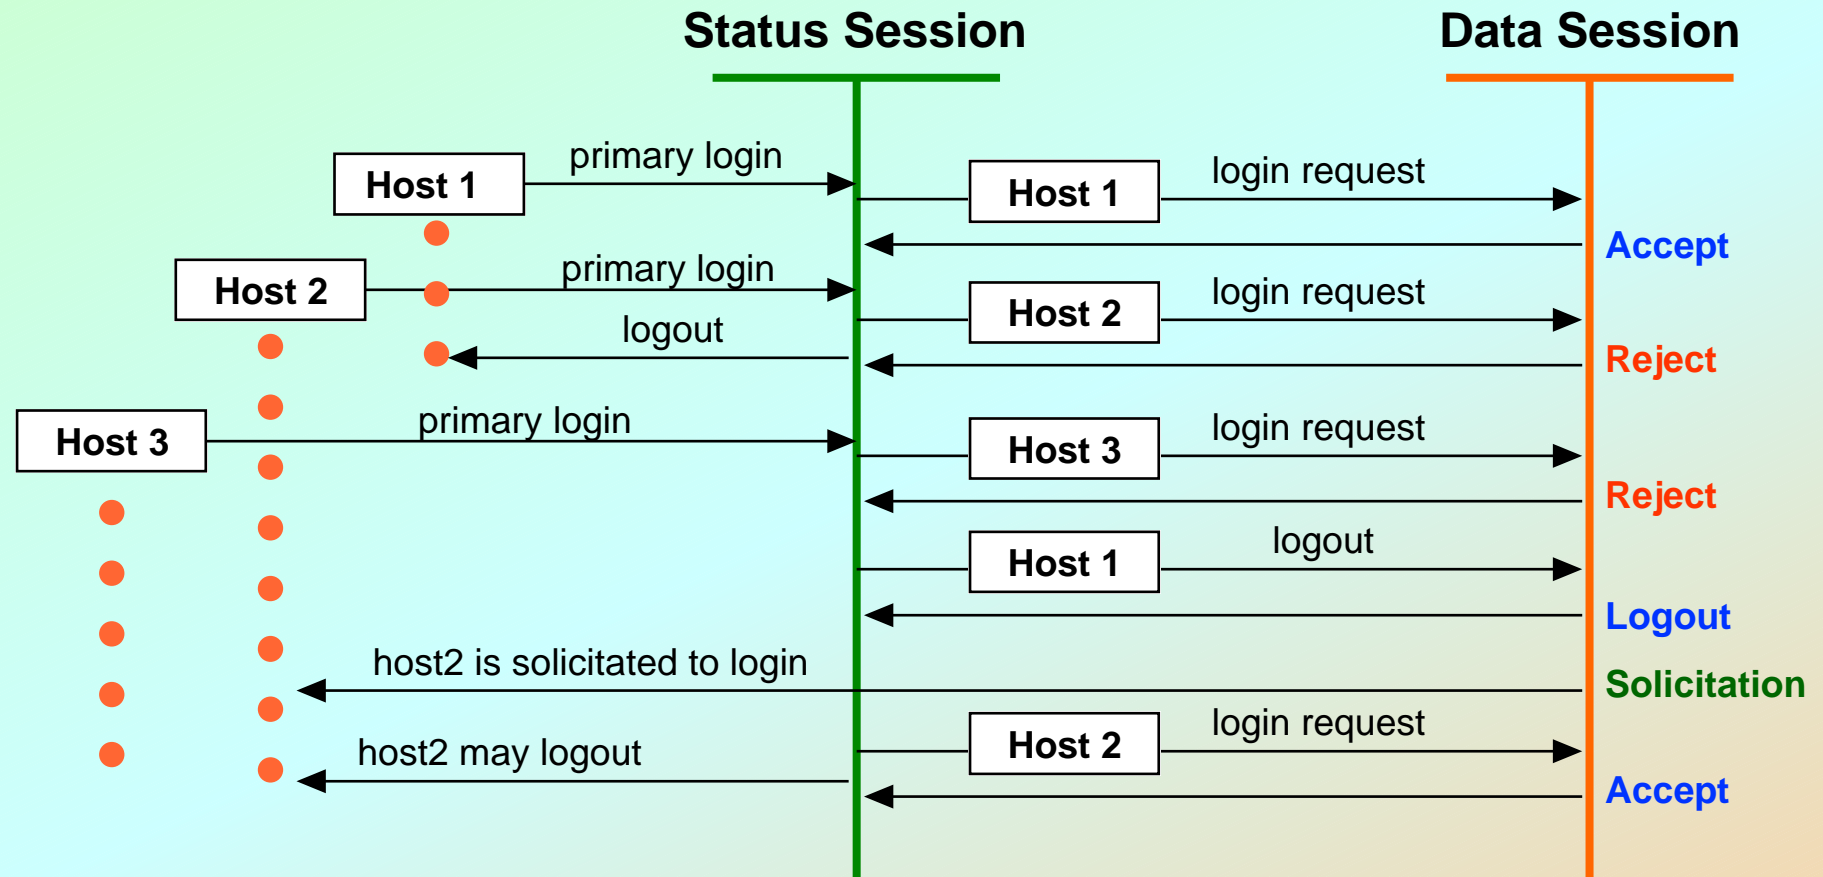 Status Session
Data Session
primary login
Host 1
Host 1
login request
Accept
primary login
Host 2
login request
Host 2
logout
Reject
primary login
Host 3
login request
Host 3
Reject
logout
Host 1
Logout
host2 is solicitated to login
Solicitation
login request
Host 2
host2 may logout
Accept